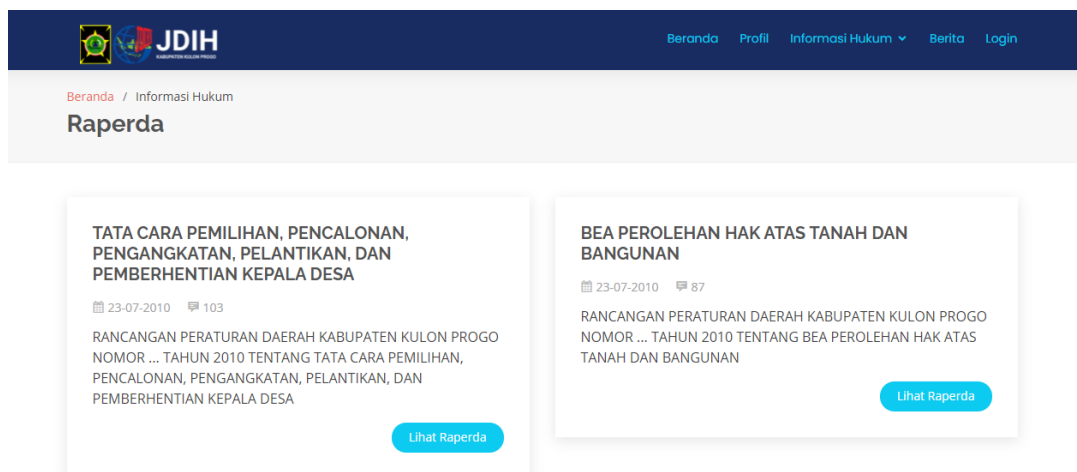 JDIH
KABUPATEN KULON PROGO
Beranda Profil Informasi Hukum Berita Login
Beranda / Informasi Hukum
Raperda
TATA CARA PEMILIHAN, PENCALONAN,
PENGANGKATAN, PELANTIKAN, DAN
PEMBERHENTIAN KEPALA DESA
23-07-2010 103
RANCANGAN PERATURAN DAERAH KABUPATEN KULON PROGO
NOMOR ... TAHUN 2010 TENTANG TATA CARA PEMILIHAN,
PENCALONAN, PENGANGKATAN, PELANTIKAN, DAN
PEMBERHENTIAN KEPALA DESA
Lihat Raperda
BEA PEROLEHAN HAK ATAS TANAH DAN
BANGUNAN
23-07-2010 87
RANCANGAN PERATURAN DAERAH KABUPATEN KULON PROGO
NOMOR ... TAHUN 2010 TENTANG BEA PEROLEHAN HAK ATAS
TANAH DAN BANGUNAN
Lihat Raperda